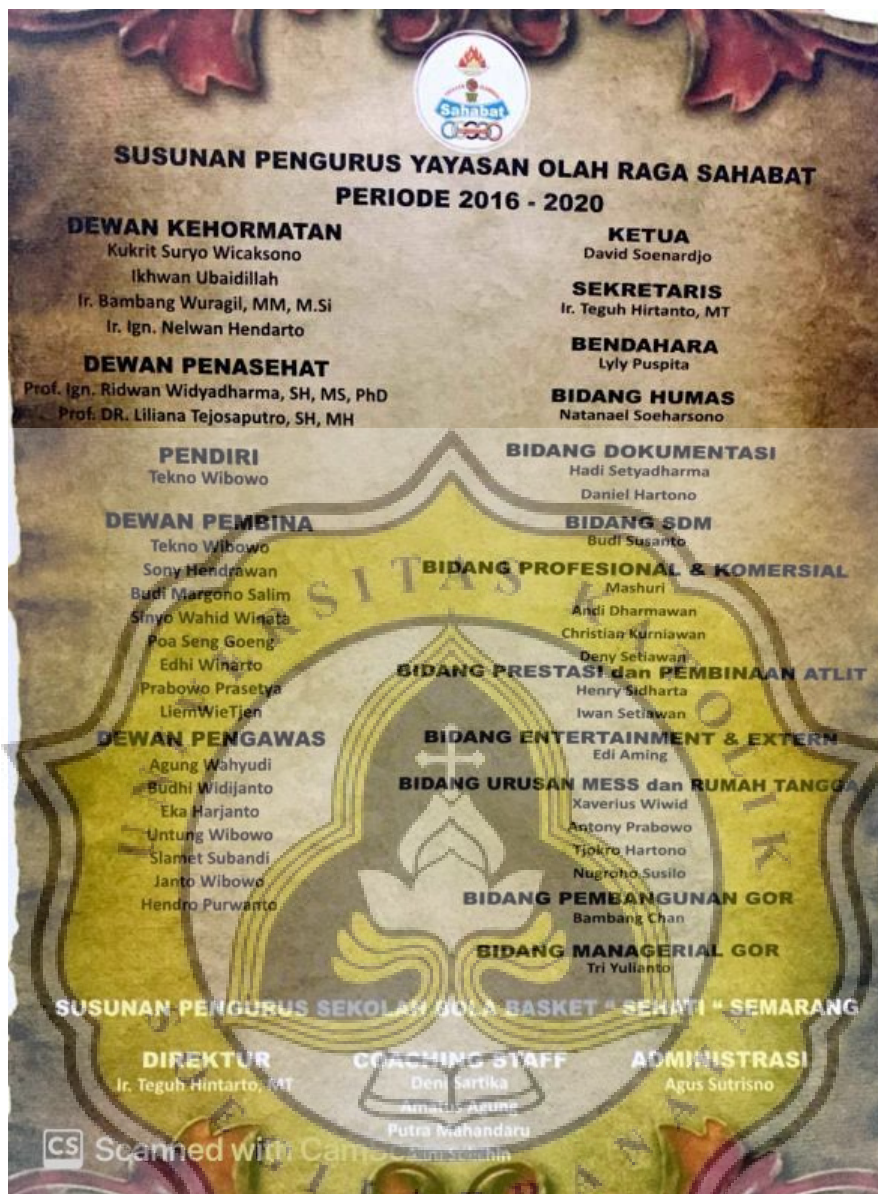 Sahabat
SUSUNAN PENGURUS YAYASAN OLAH RAGA SAHABAT
PERIODE 2016 - 2020
DEWAN KEHORMATAN
Kukrit Suryo Wicaksono
Ikhwan Ubaidillah
Ir. Bambang Wuragil, MM, M.Si
Ir. Ign. Nelwan Hendarto
DEWAN PENASEHAT
Prof. Ign. Ridwan Widyadharma, SH, MS, PhD
Prof. DR. Liliana Tejosaputro, SH, MH
PENDIRI
Tekno Wibowo
DEWAN PEMBINA
Tekno Wibowo
Sony Hendrawan
Budi Margono Salim
Sinyo Wahid Winata
Poa Seng Goeng
Edhi Winarto
Prabowo Prasetya
LiemWieTjen
DEWAN PENGAWAS
Agung Wahyudi
Budhi Widijanto
Eka Harjanto
Untung Wibowo
Slamet Subandi
Janto Wibowo
Hendro Purwanto
KETUA
David Soenardjo
SEKRETARIS
Ir. Teguh Hirtanto, MT
BENDAHARA
Lyly Puspita
BIDANG HUMAS
Natanael Soeharsono
BIDANG DOKUMENTASI
Hadi Setyadharma
Daniel Hartono
BIDANG SDM
Budi Susanto
BIDANG PROFESIONAL & KOMERSIAL
Mashuri
Andi Dharmawan
Christian Kurniawan
Deny Setiawan
BIDANG PRESTASI dan PEMBINAAN ATLIT
Henry Sidharta
Iwan Setiawan
BIDANG ENTERTAINMENT & EXTERN
Edi Aming
BIDANG URUSAN MESS dan RUMAH TANGGA
Xaverius Wiwid
Antony Prabowo
Tjokro Hartono
Nugroho Susilo
BIDANG PEMBANGUNAN GOR
Bambang Chan
BIDANG MANAGERIAL GOR
Tri Yulianto
SUSUNAN PENGURUS SEKOLAH BOLA BASKET " SEHATI " SEMARANG
DIREKTUR
Ir. Teguh Hintarto, MT
COACHING STAFF
Deni Sartika
Agung
Putra Mahandaru
ADMINISTRASI
Agus Sutrisno
CS Scanned with
UNIVERSITAS KATOLIK